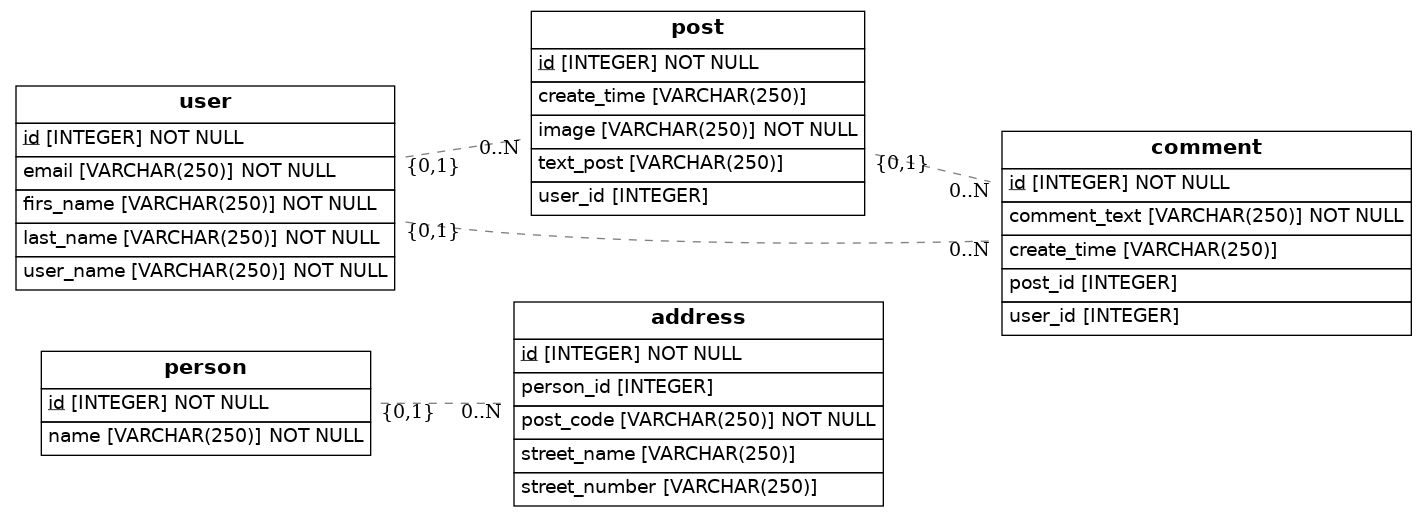 user
id [INTEGER] NOT NULL
email [VARCHAR(250)] NOT NULL
firs_name [VARCHAR(250)] NOT NULL
last_name [VARCHAR(250)] NOT NULL
user_name [VARCHAR(250)] NOT NULL
{0,1}
0..N
{0,1}
0..N
post
id [INTEGER] NOT NULL
create_time [VARCHAR(250)]
image [VARCHAR(250)] NOT NULL
text_post [VARCHAR(250)]
user_id [INTEGER]
{0,1}
0..N
comment
id [INTEGER] NOT NULL
comment_text [VARCHAR(250)] NOT NULL
create_time [VARCHAR(250)]
post_id [INTEGER]
user_id [INTEGER]
person
id [INTEGER] NOT NULL
name [VARCHAR(250)] NOT NULL
{0,1}
0..N
address
id [INTEGER] NOT NULL
person_id [INTEGER]
post_code [VARCHAR(250)] NOT NULL
street_name [VARCHAR(250)]
street_number [VARCHAR(250)]